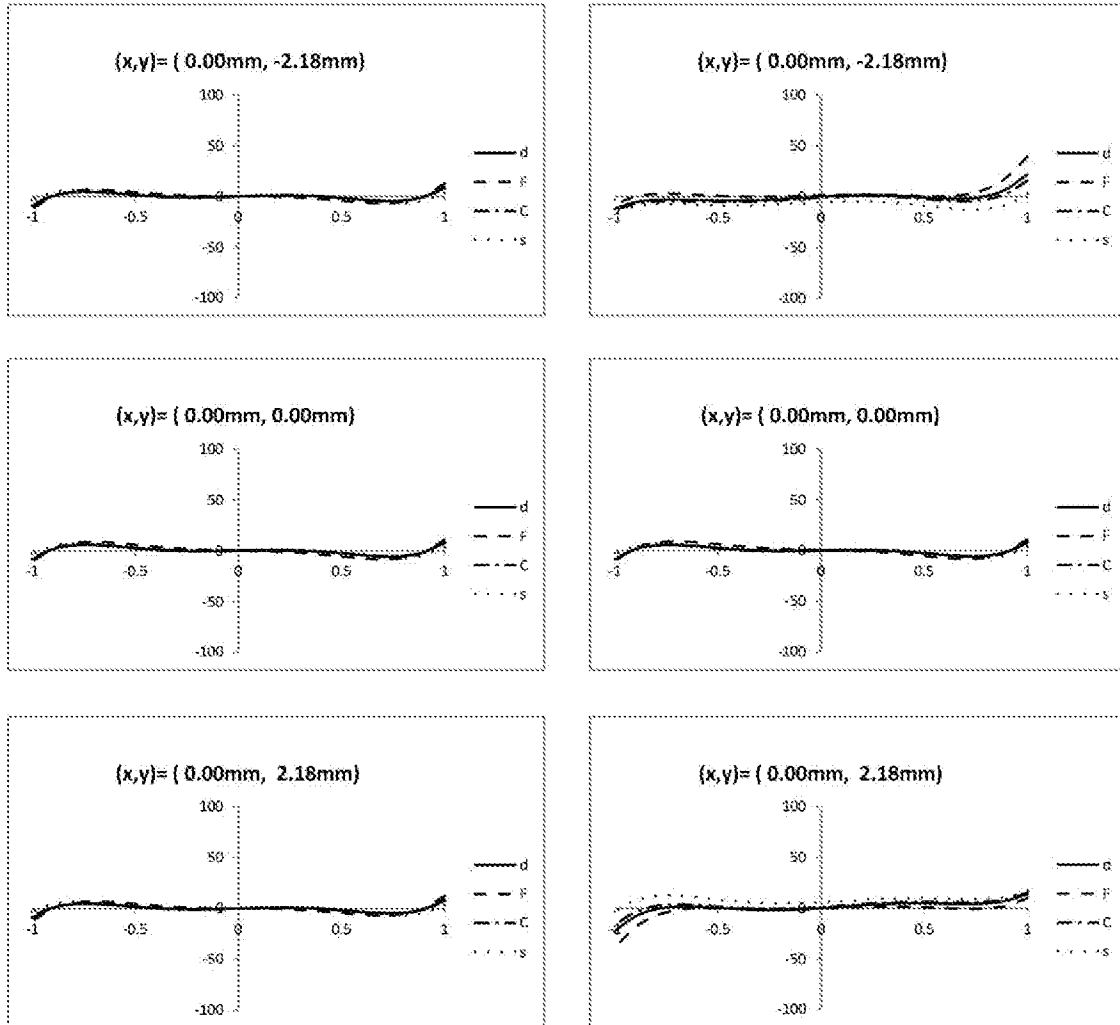 (x,y)= ( 0.00mm, -2.18mm)
100
50
0
-50
-100
-1
-0.5
0
0.5
1
d
F
C
s
(x,y)= ( 0.00mm, -2.18mm)
100
50
0
-50
-100
-1
-0.5
0
0.5
1
d
F
C
s
(x,y)= ( 0.00mm, 0.00mm)
100
50
0
-50
-100
-1
-0.5
0
0.5
1
d
F
C
s
(x,y)= ( 0.00mm, 0.00mm)
100
50
0
-50
-100
-1
-0.5
0
0.5
1
d
F
C
s
(x,y)= ( 0.00mm, 2.18mm)
100
50
0
-50
-100
-1
-0.5
0
0.5
1
d
F
C
s
(x,y)= ( 0.00mm, 2.18mm)
100
50
0
-50
-100
-1
-0.5
0
0.5
1
d
F
C
s